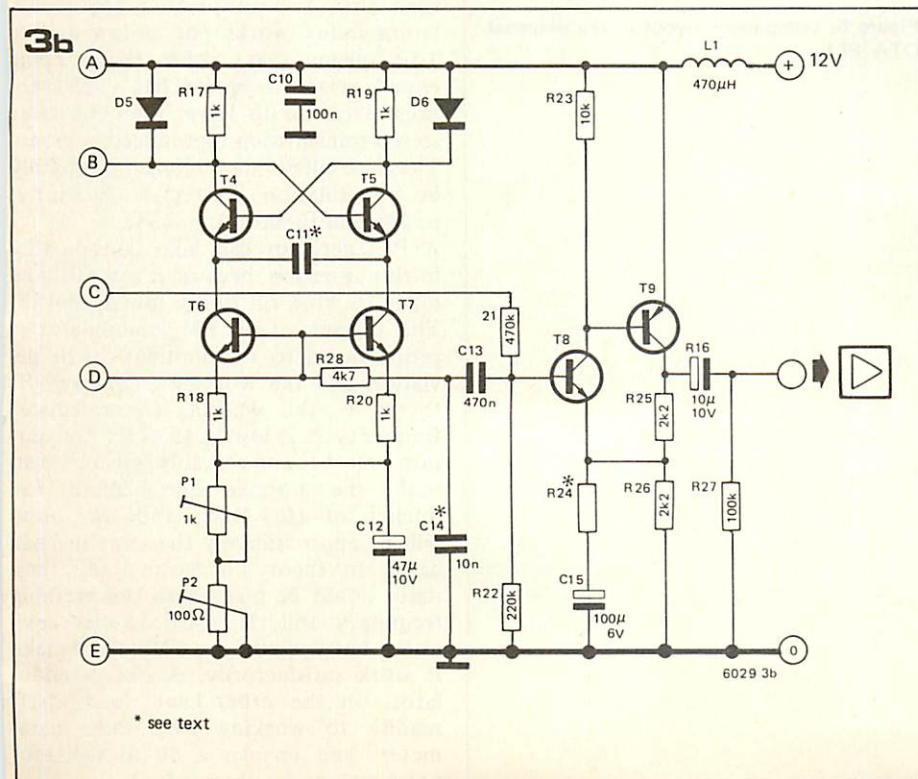 3b
A
B
C
D
E
D5
R17
1k
C10
100n
R19
1k
D6
R23
10k
L1
470µH
+ 12V
T4
T5
C11*
T6
T7
R28
4k7
R18
1k
R20
1k
P1
1k
P2
100Ω
C12
47µ
10V
C14*
10n
C13
470n
21
470k
R22
220k
T8
T9
R16
10µ
10V
R25
2k2
R24*
R26
2k2
R27
100k
C15
100µ
6V
0
6029 3b
* see text